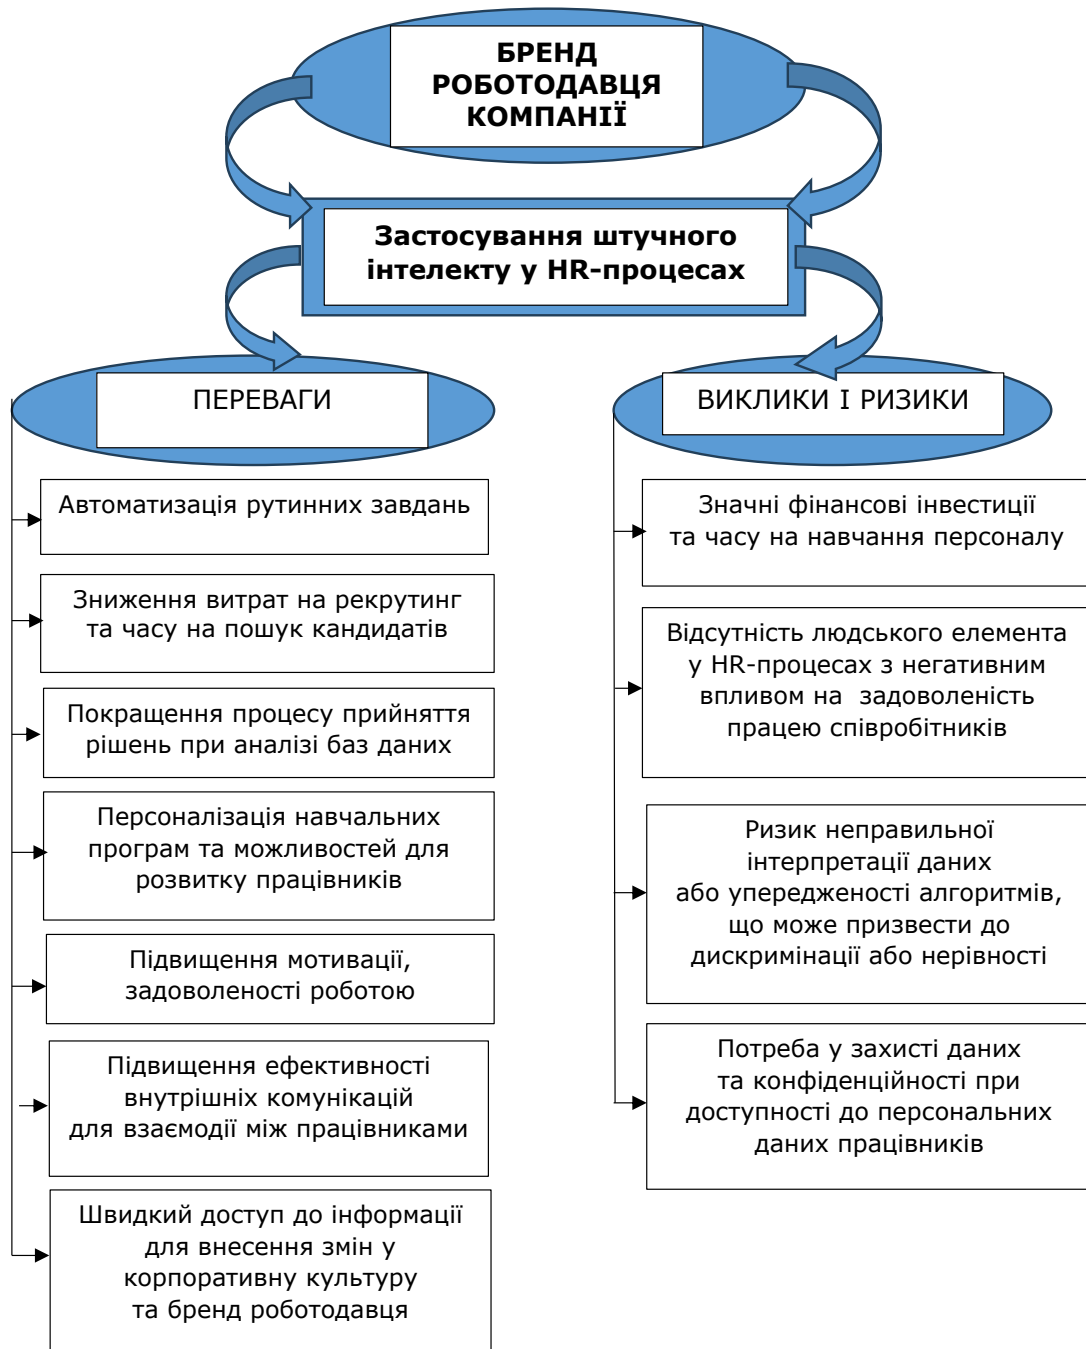 БРЕНД
РОБОТОДАВЦЯ
КОМПАНІЇ
Застосування штучного
інтелекту у HR-процесах
ПЕРЕВАГИ
Автоматизація рутинних завдань
Зниження витрат на рекрутинг
та часу на пошук кандидатів
Покращення процесу прийняття
рішень при аналізі баз даних
Персоналізація навчальних
програм та можливостей для
розвитку працівників
Підвищення мотивації,
задоволеності роботою
Підвищення ефективності
внутрішніх комунікацій
для взаємодії між працівниками
Швидкий доступ до інформації
для внесення змін у
корпоративну культуру
та бренд роботодавця
ВИКЛИКИ І РИЗИКИ
Значні фінансові інвестиції
та часу на навчання персоналу
Відсутність людського елемента
у HR-процесах з негативним
впливом на задоволеність
працею співробітників
Ризик неправильної
інтерпретації даних
або упередженості алгоритмів,
що може призвести до
дискримінації або нерівності
Потреба у захисті даних
та конфіденційності при
доступності до персональних
даних працівників